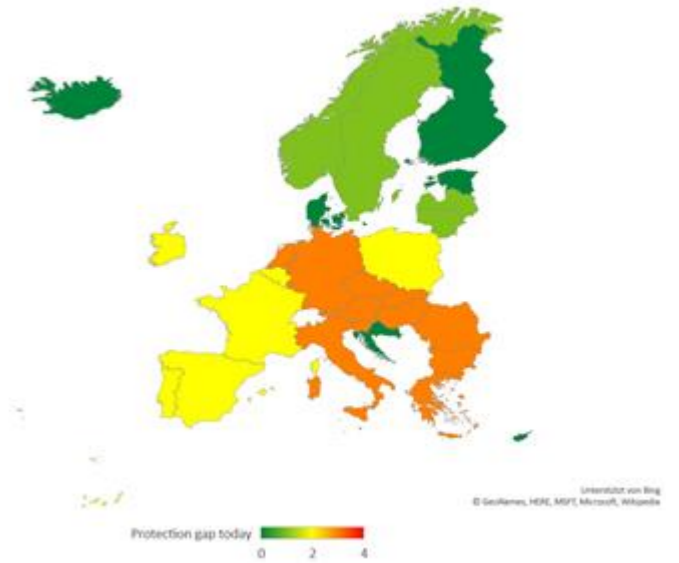 Unterstützt von Bing
© GeoNames, HERE, MSFT, Microsoft, Wikipedia
Protection gap today
0 2 4